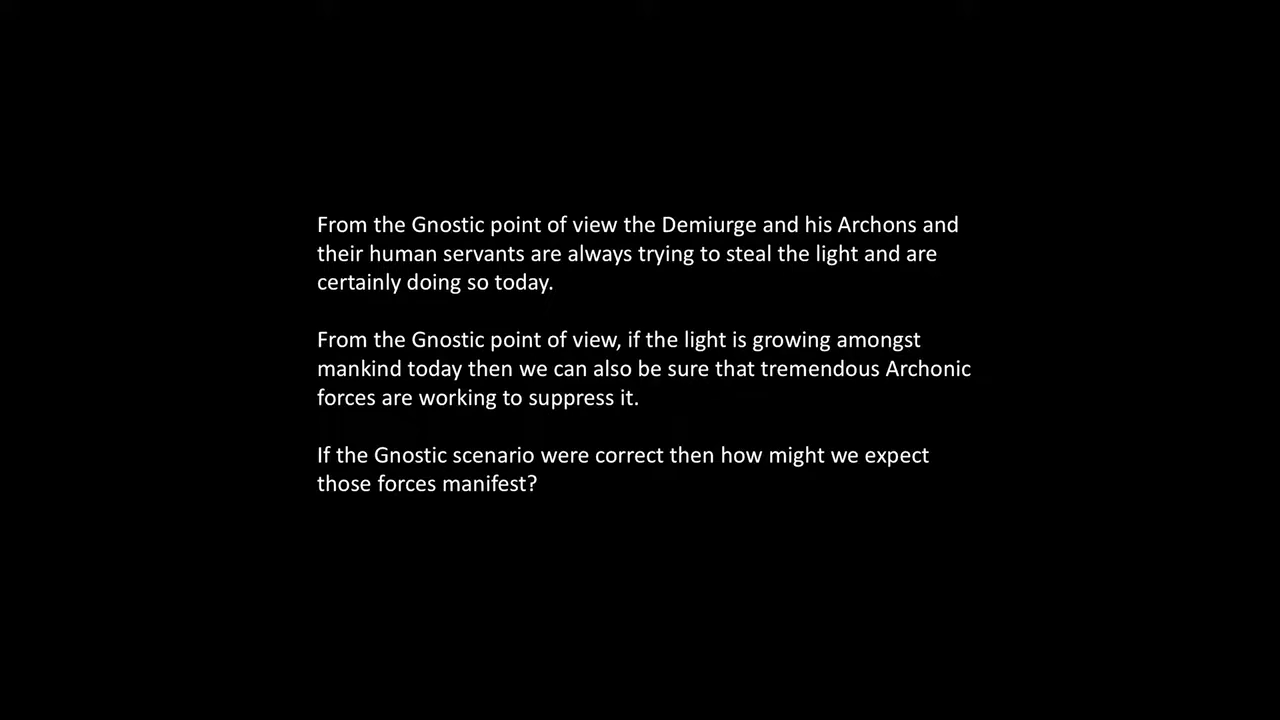 From the Gnostic point of view the Demiurge and his Archons and
their human servants are always trying to steal the light and are
certainly doing so today.
From the Gnostic point of view, if the light is growing amongst
mankind today then we can also be sure that tremendous Archonic
forces are working to suppress it.
If the Gnostic scenario were correct then how might we expect
those forces manifest?